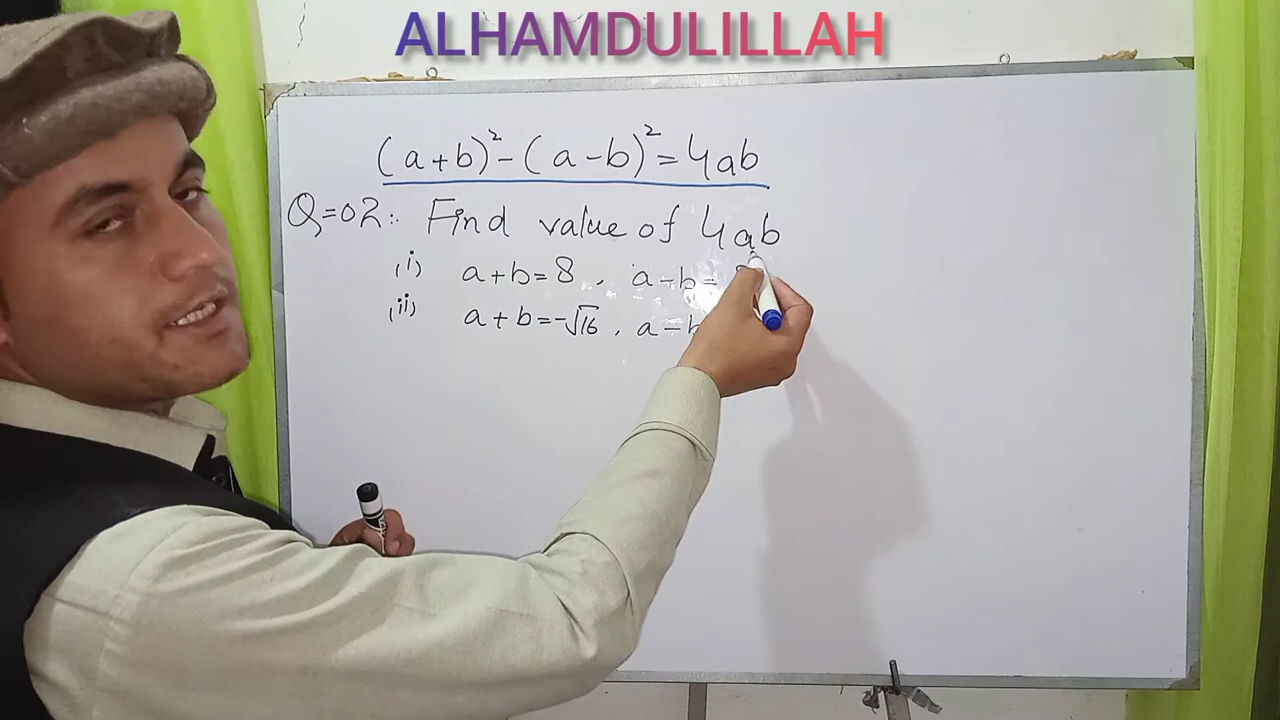 ALHAMDULILLAH
(a+b)²-(a-b)²=4ab
Q=02:. Find value of 4ab
(i) a+b=8, a-b=
(ii) a+b=-√16, a-b